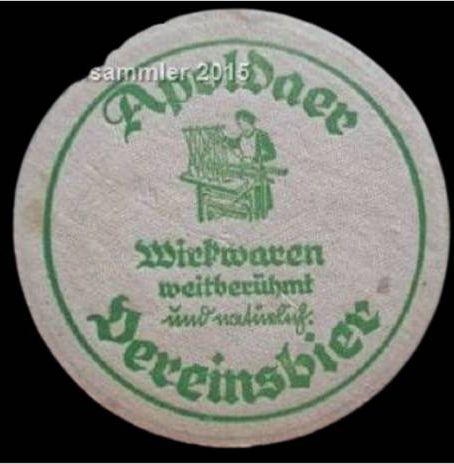 sammler 2015
Apoldaer
Wirkwaren
weitberühmt
und natürlich:
Vereinsbier